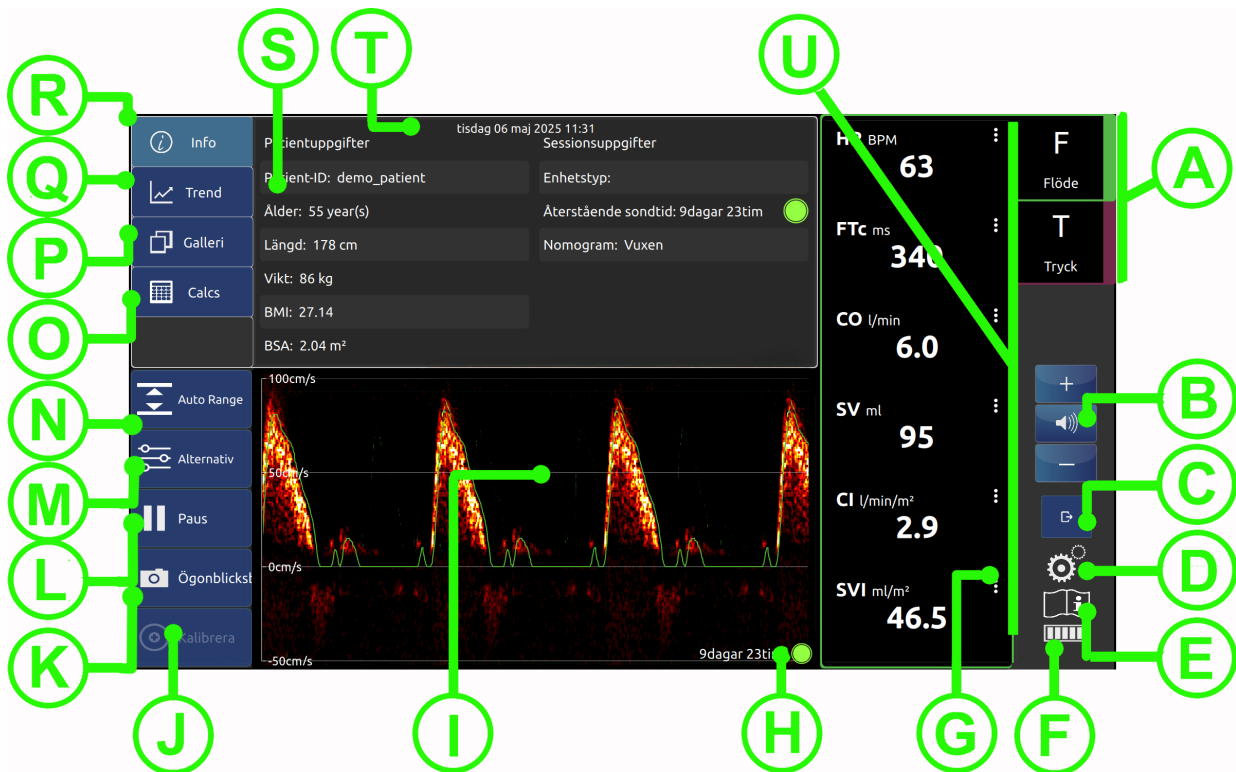 S T U
R
A
Q
P
O
N
M
L
K
J
I
H
G
F
E
D
C
B
Info
Trend
Galleri
Calcs
tisdag 06 maj 2025 11:31
Patientuppgifter Sessionsuppgifter
Patient-ID: demo_patient Enhetstyp:
Ålder: 55 year(s) Återstående sondtid: 9dagar 23tim
Längd: 178 cm Nomogram: Vuxen
Vikt: 86 kg
BMI: 27.14
BSA: 2.04 m²
HR BPM
63
FTc ms
340
CO l/min
6.0
SV ml
95
CI l/min/m²
2.9
SVI ml/m²
46.5
F
Flöde
T
Tryck
+
−
Auto Range
Alternativ
Paus
Ögonblicksb
Kalibrera
100cm/s
50cm/s
0cm/s
-50cm/s
9dagar 23tim